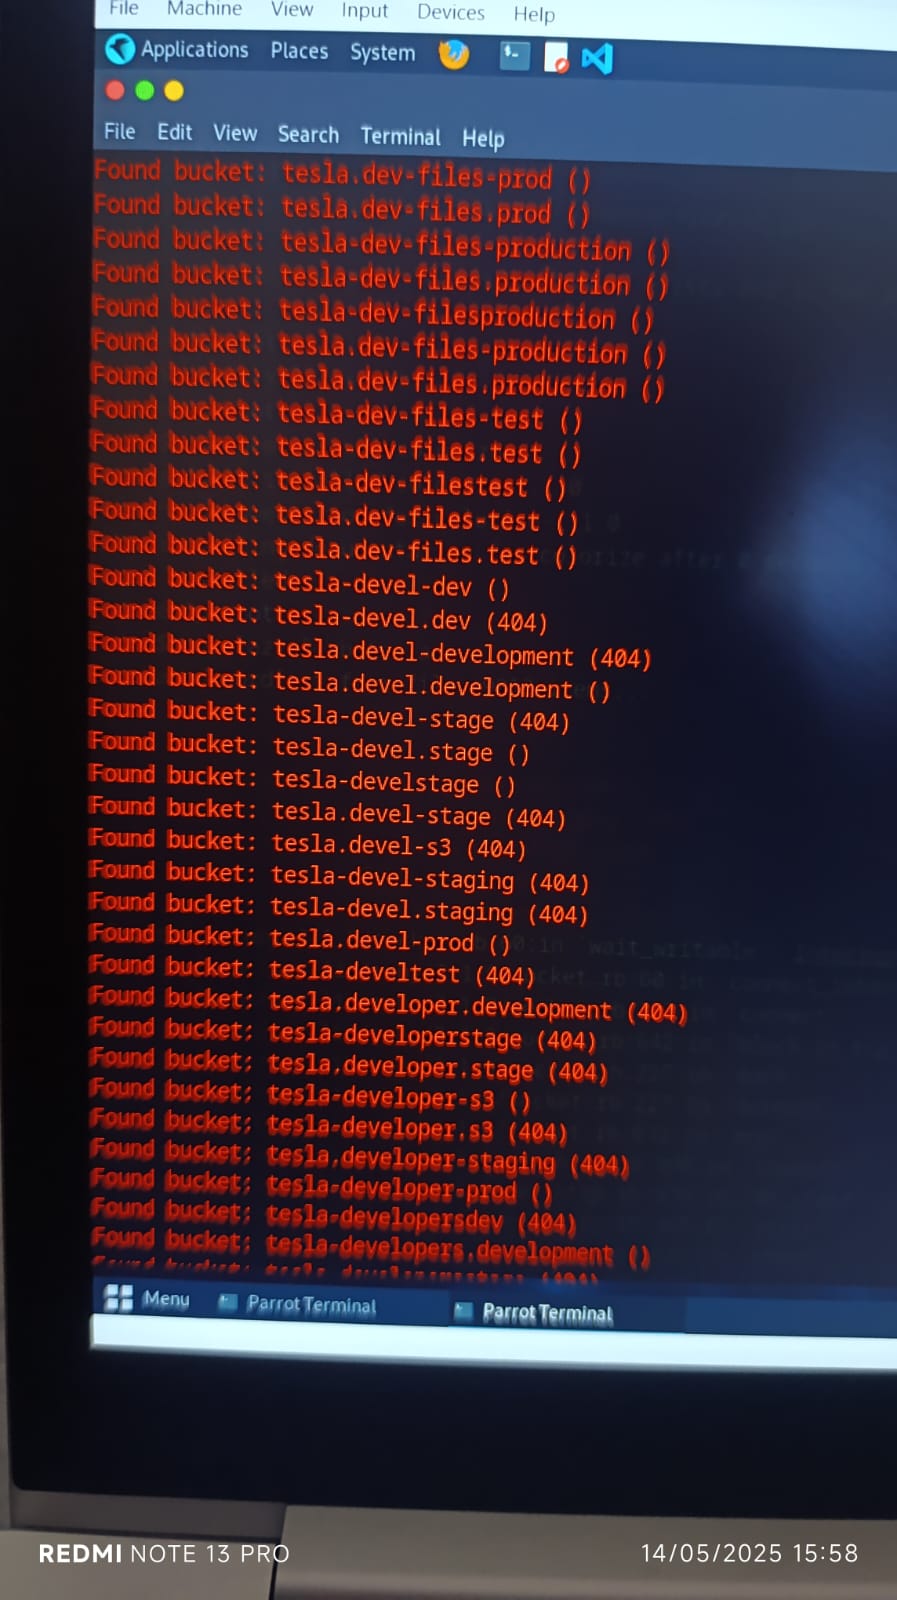 File Machine View Input Devices Help
Applications Places System
File Edit View Search Terminal Help
Found bucket: tesla.dev-files-prod ()
Found bucket: tesla.dev-files.prod ()
Found bucket: tesla-dev-files-production ()
Found bucket: tesla-dev-files.production ()
Found bucket: tesla-dev-filesproduction ()
Found bucket: tesla.dev-files-production ()
Found bucket: tesla.dev-files.production ()
Found bucket: tesla-dev-files-test ()
Found bucket: tesla-dev-files.test ()
Found bucket: tesla-dev-filestest ()
Found bucket: tesla.dev-files-test ()
Found bucket: tesla.dev-files.test ()
Found bucket: tesla-devel-dev ()
Found bucket: tesla-devel.dev (404)
Found bucket: tesla.devel-development (404)
Found bucket: tesla.devel.development ()
Found bucket: tesla-devel-stage (404)
Found bucket: tesla-devel.stage ()
Found bucket: tesla-develstage ()
Found bucket: tesla.devel-stage (404)
Found bucket: tesla.devel-s3 (404)
Found bucket: tesla-devel-staging (404)
Found bucket: tesla-devel.staging (404)
Found bucket: tesla.devel-prod ()
Found bucket: tesla-develtest (404)
Found bucket: tesla.developer.development (404)
Found bucket: tesla-developerstage (404)
Found bucket: tesla.developer.stage (404)
Found bucket: tesla-developer-s3 ()
Found bucket: tesla-developer.s3 (404)
Found bucket: tesla.developer-staging (404)
Found bucket: tesla-developer-prod ()
Found bucket: tesla-developersdev (404)
Found bucket: tesla-developers.development ()
Menu Parrot Terminal Parrot Terminal
REDMI NOTE 13 PRO 14/05/2025 15:58